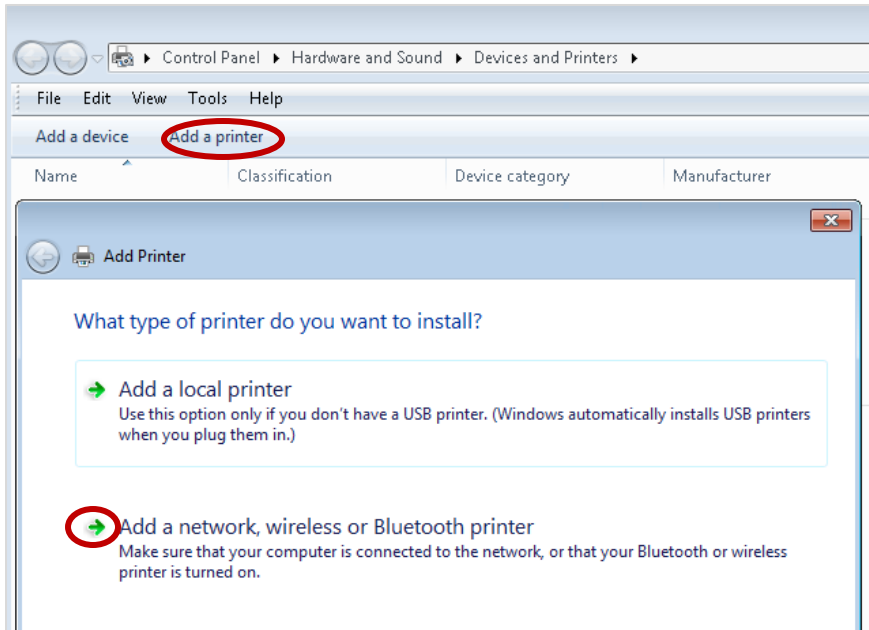 Control Panel Hardware and Sound Devices and Printers
File Edit View Tools Help
Add a device Add a printer
Name Classification Device category Manufacturer
Add Printer
What type of printer do you want to install?
Add a local printer
Use this option only if you don't have a USB printer. (Windows automatically installs USB printers
when you plug them in.)
Add a network, wireless or Bluetooth printer
Make sure that your computer is connected to the network, or that your Bluetooth or wireless
printer is turned on.